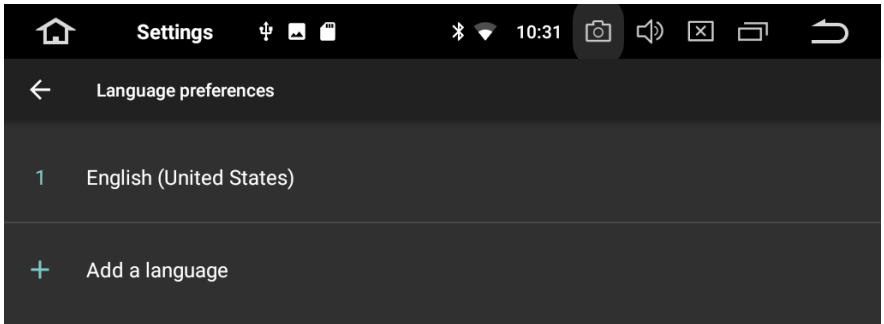 Settings 10:31
Language preferences
1 English (United States)
+ Add a language